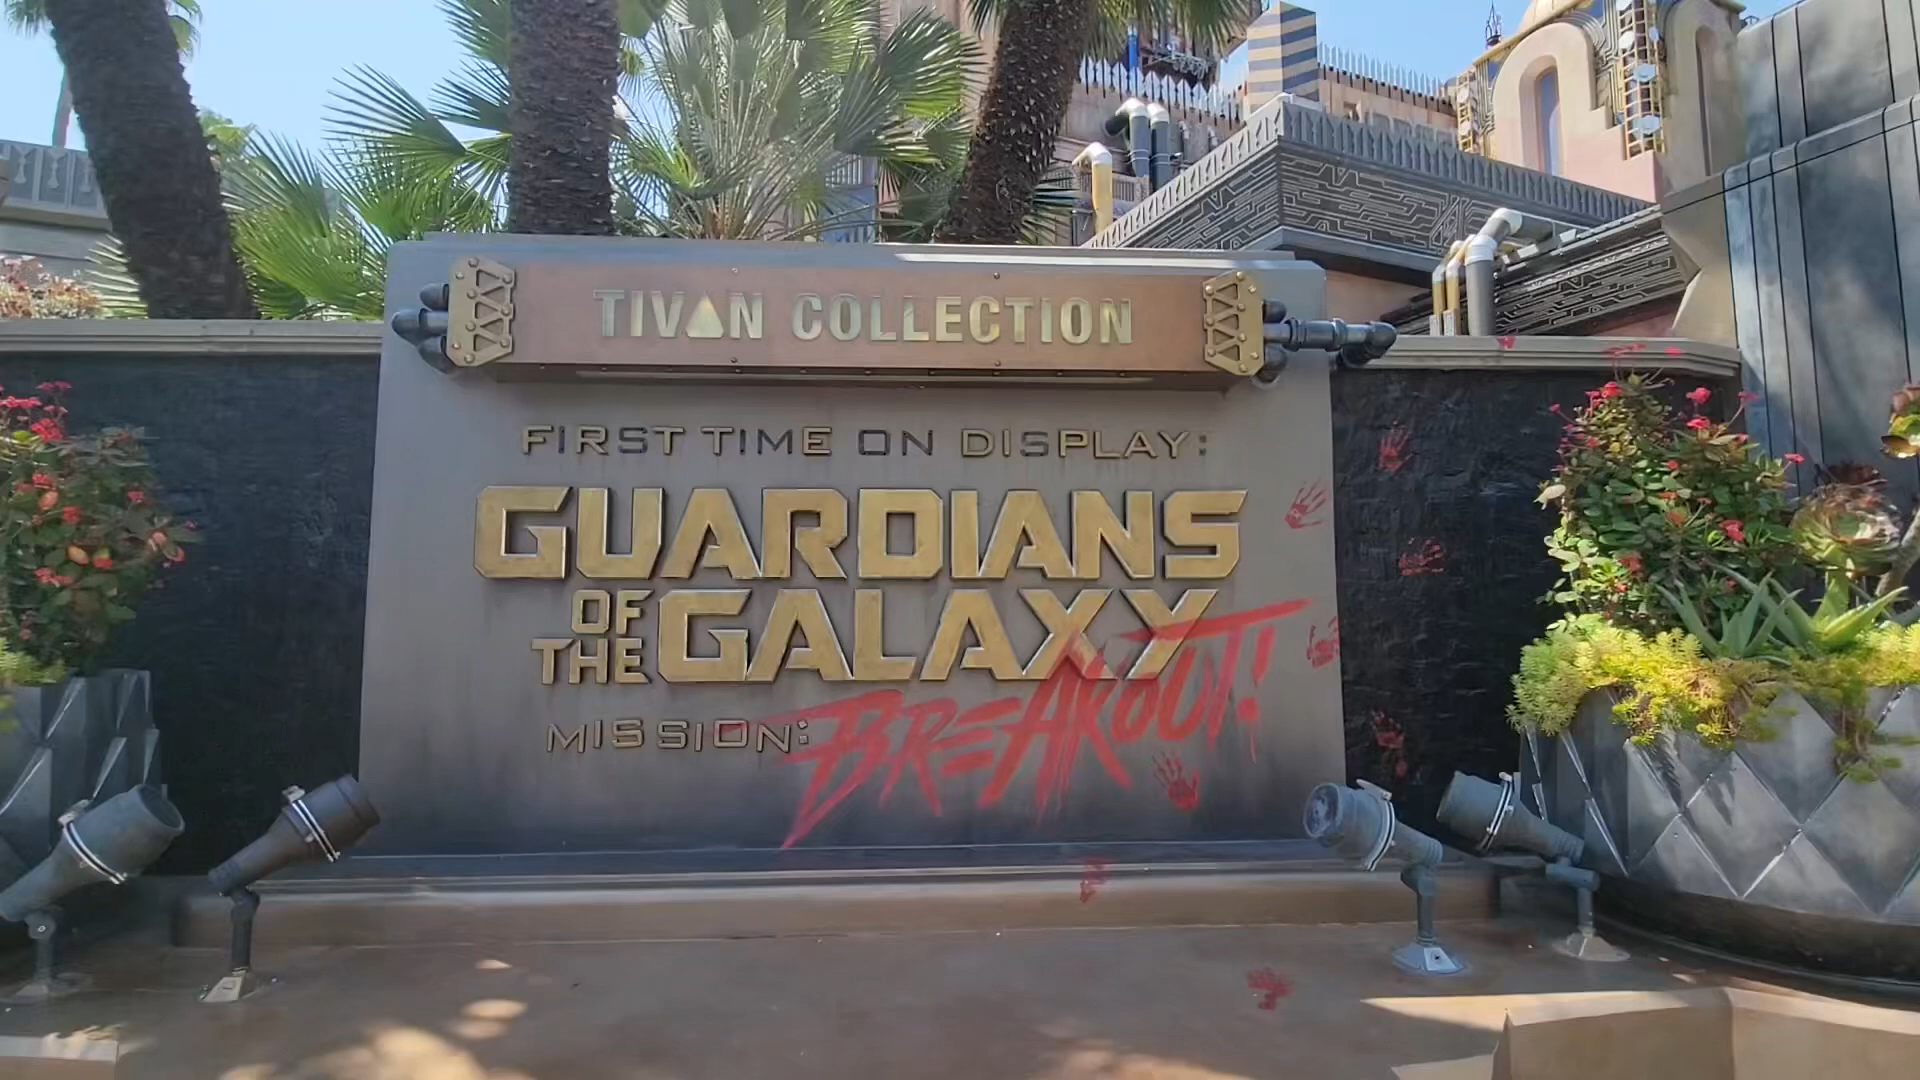 TIVAN COLLECTION
FIRST TIME ON DISPLAY:
GUARDIANS
OF THE GALAXY
MISSION: BREAKOUT!